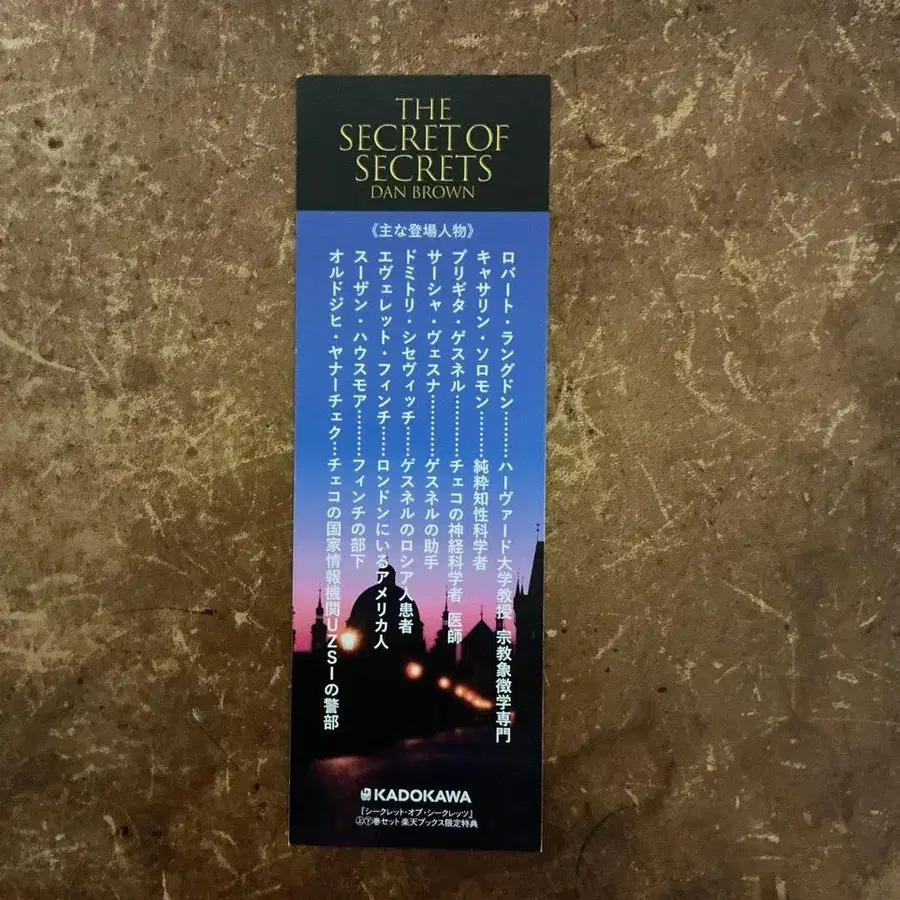 THE
SECRET OF
SECRETS
DAN BROWN
《主な登場人物》
ロバート・ラングドン………ハーヴァード大学教授 宗教象徴学専門
キャサリン・ソロモン………純粋知性科学者
ブリギタ・ゲスネル…………チェコの神経科学者 医師
サーシャ・ヴェスナ…………ゲスネルの助手
ドミトリ・シセヴィッチ……ゲスネルのロシア人患者
エヴェレット・フィンチ……ロンドンにいるアメリカ人
スーザン・ハウスモア………フィンチの部下
オルドジヒ・ヤナーチェク…チェコの国家情報機関UZSIの警部
KADOKAWA
『シークレット・オブ・シークレッツ』
上下巻セット楽天ブックス限定特典